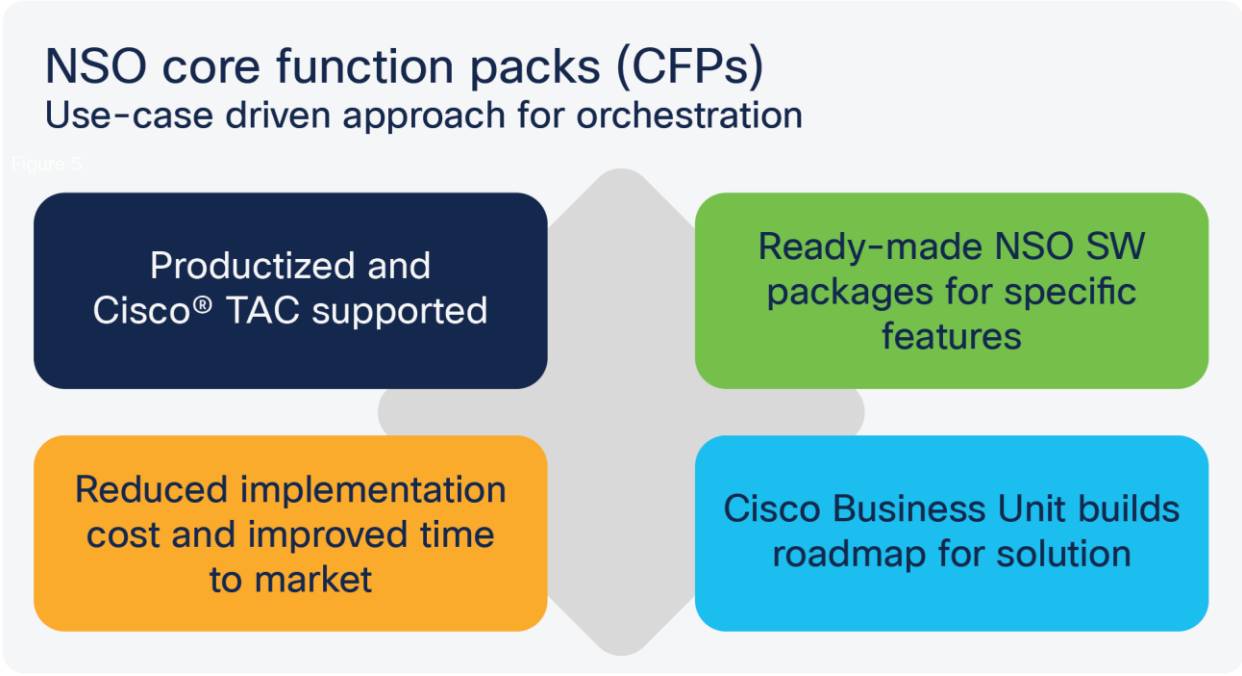 NSO core function packs (CFPs)
Use-case driven approach for orchestration
Figure 5
Productized and
Cisco® TAC supported
Ready-made NSO SW
packages for specific
features
Reduced implementation
cost and improved time
to market
Cisco Business Unit builds
roadmap for solution